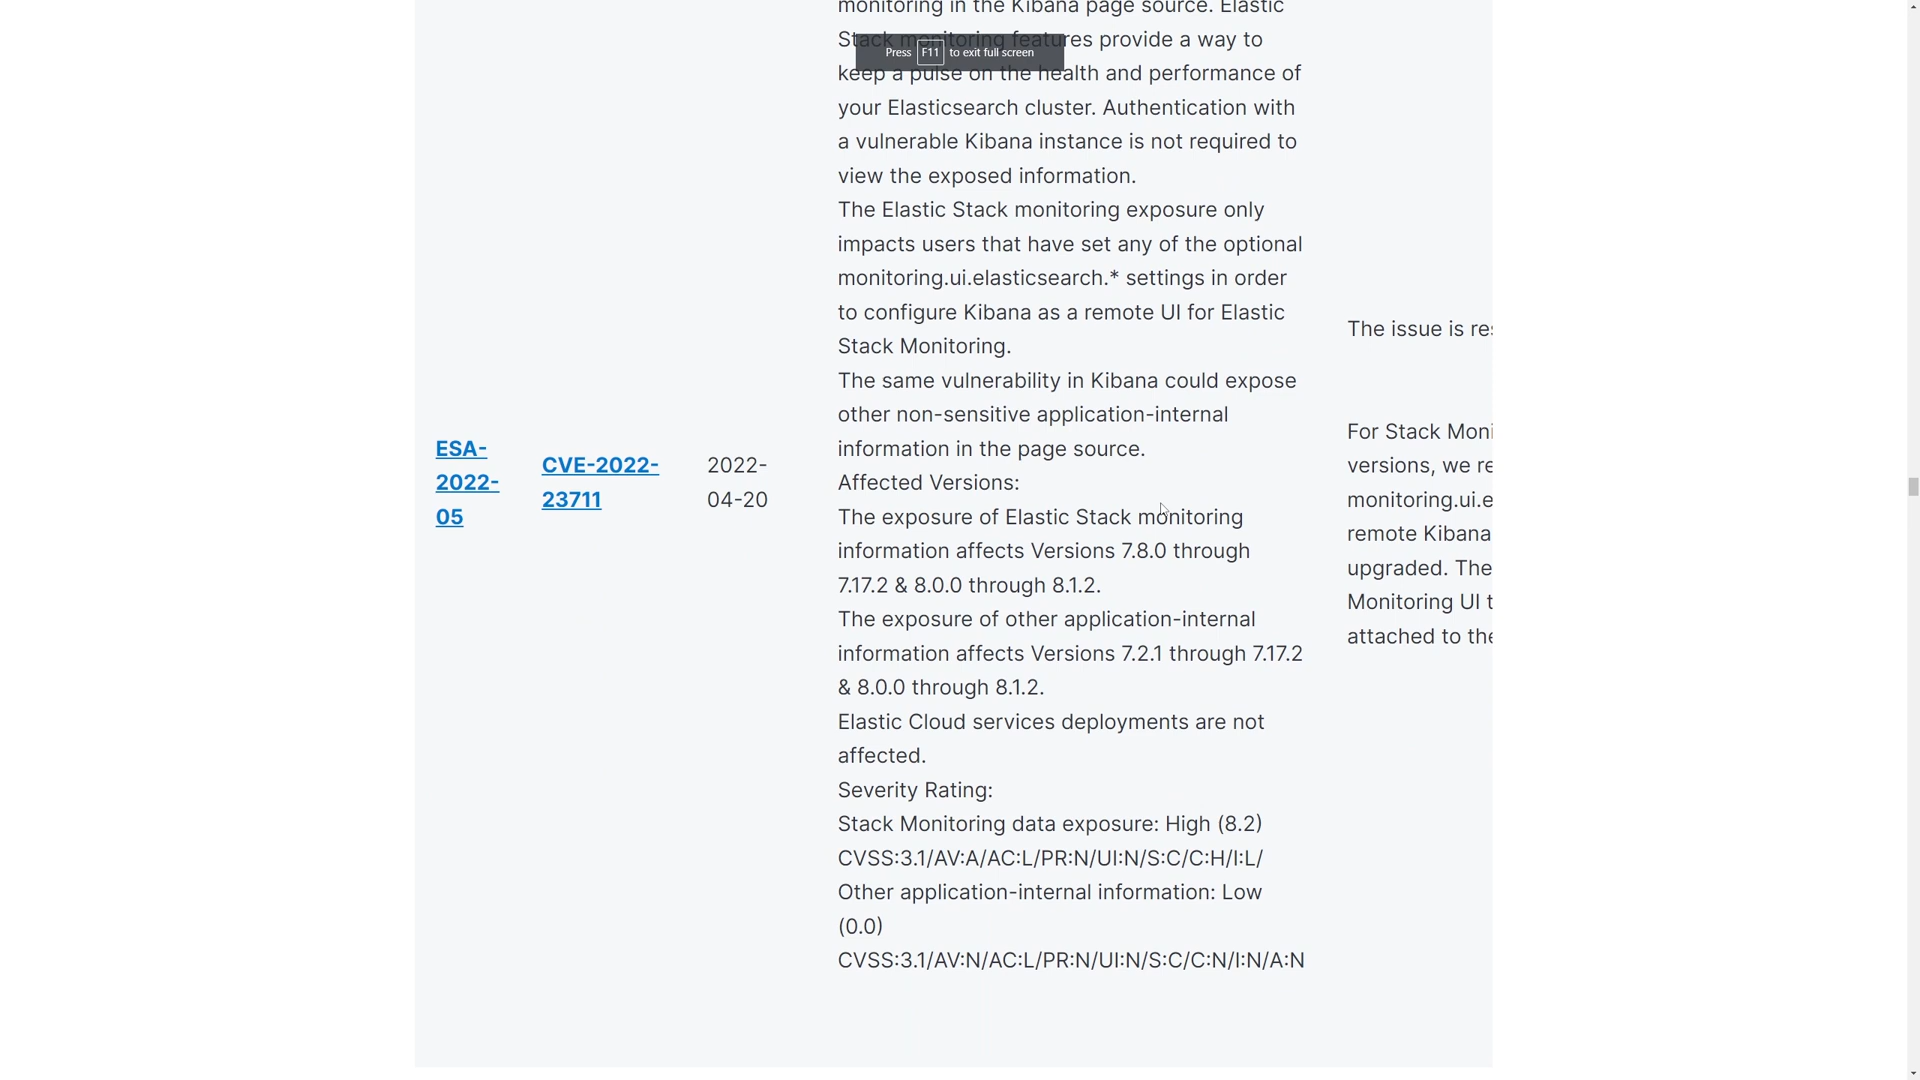 monitoring in the Kibana page source. Elastic
Stack monitoring features provide a way to
Press F11 to exit full screen
keep a pulse on the health and performance of
your Elasticsearch cluster. Authentication with
a vulnerable Kibana instance is not required to
view the exposed information.
The Elastic Stack monitoring exposure only
impacts users that have set any of the optional
monitoring.ui.elasticsearch.* settings in order
to configure Kibana as a remote UI for Elastic
Stack Monitoring.
The same vulnerability in Kibana could expose
other non-sensitive application-internal
information in the page source.
Affected Versions:
The exposure of Elastic Stack monitoring
information affects Versions 7.8.0 through
7.17.2 & 8.0.0 through 8.1.2.
The exposure of other application-internal
information affects Versions 7.2.1 through 7.17.2
& 8.0.0 through 8.1.2.
Elastic Cloud services deployments are not
affected.
Severity Rating:
Stack Monitoring data exposure: High (8.2)
CVSS:3.1/AV:A/AC:L/PR:N/UI:N/S:C/C:H/I:L/
Other application-internal information: Low
(0.0)
CVSS:3.1/AV:N/AC:L/PR:N/UI:N/S:C/C:N/I:N/A:N
ESA-
2022-
05
CVE-2022-
23711
2022-
04-20
The issue is
For Stack
versions, we
remote Kibana
upgraded. The
Monitoring UI
attached to